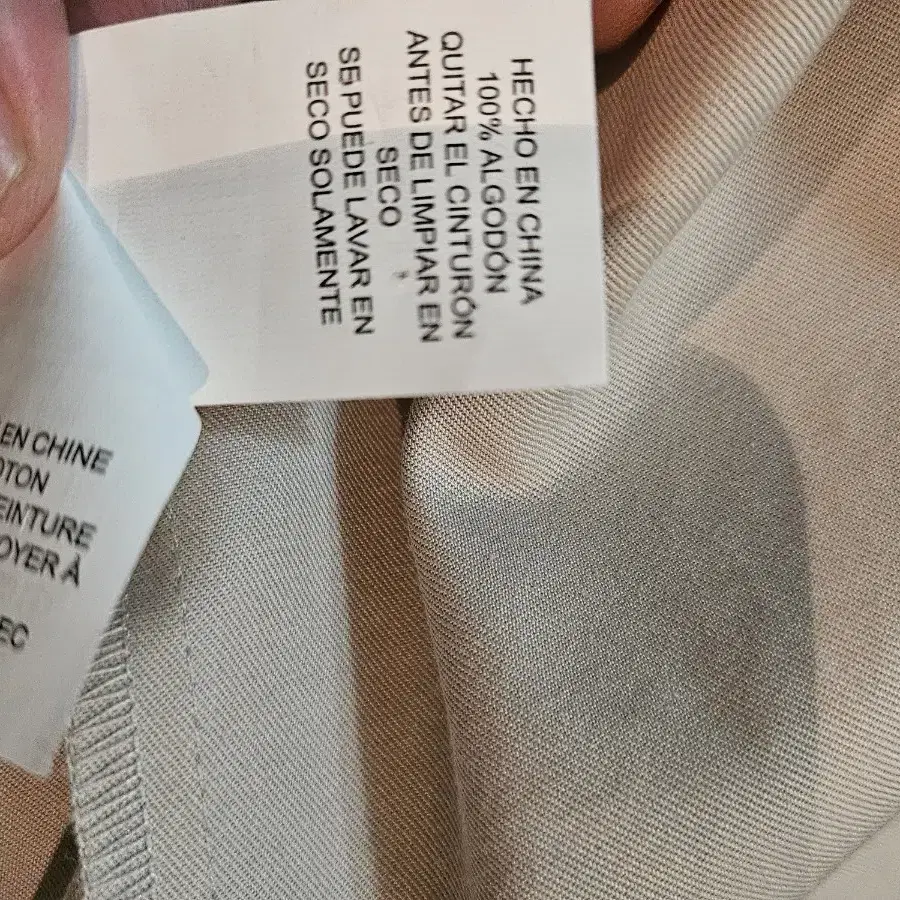 HECHO EN CHINA
100% ALGODÓN
QUITAR EL CINTURÓN
ANTES DE LIMPIAR EN
SECO
SE PUEDE LAVAR EN
SECO SOLAMENTE
EN CHINE
OTON
EINTURE
OYER À
EC